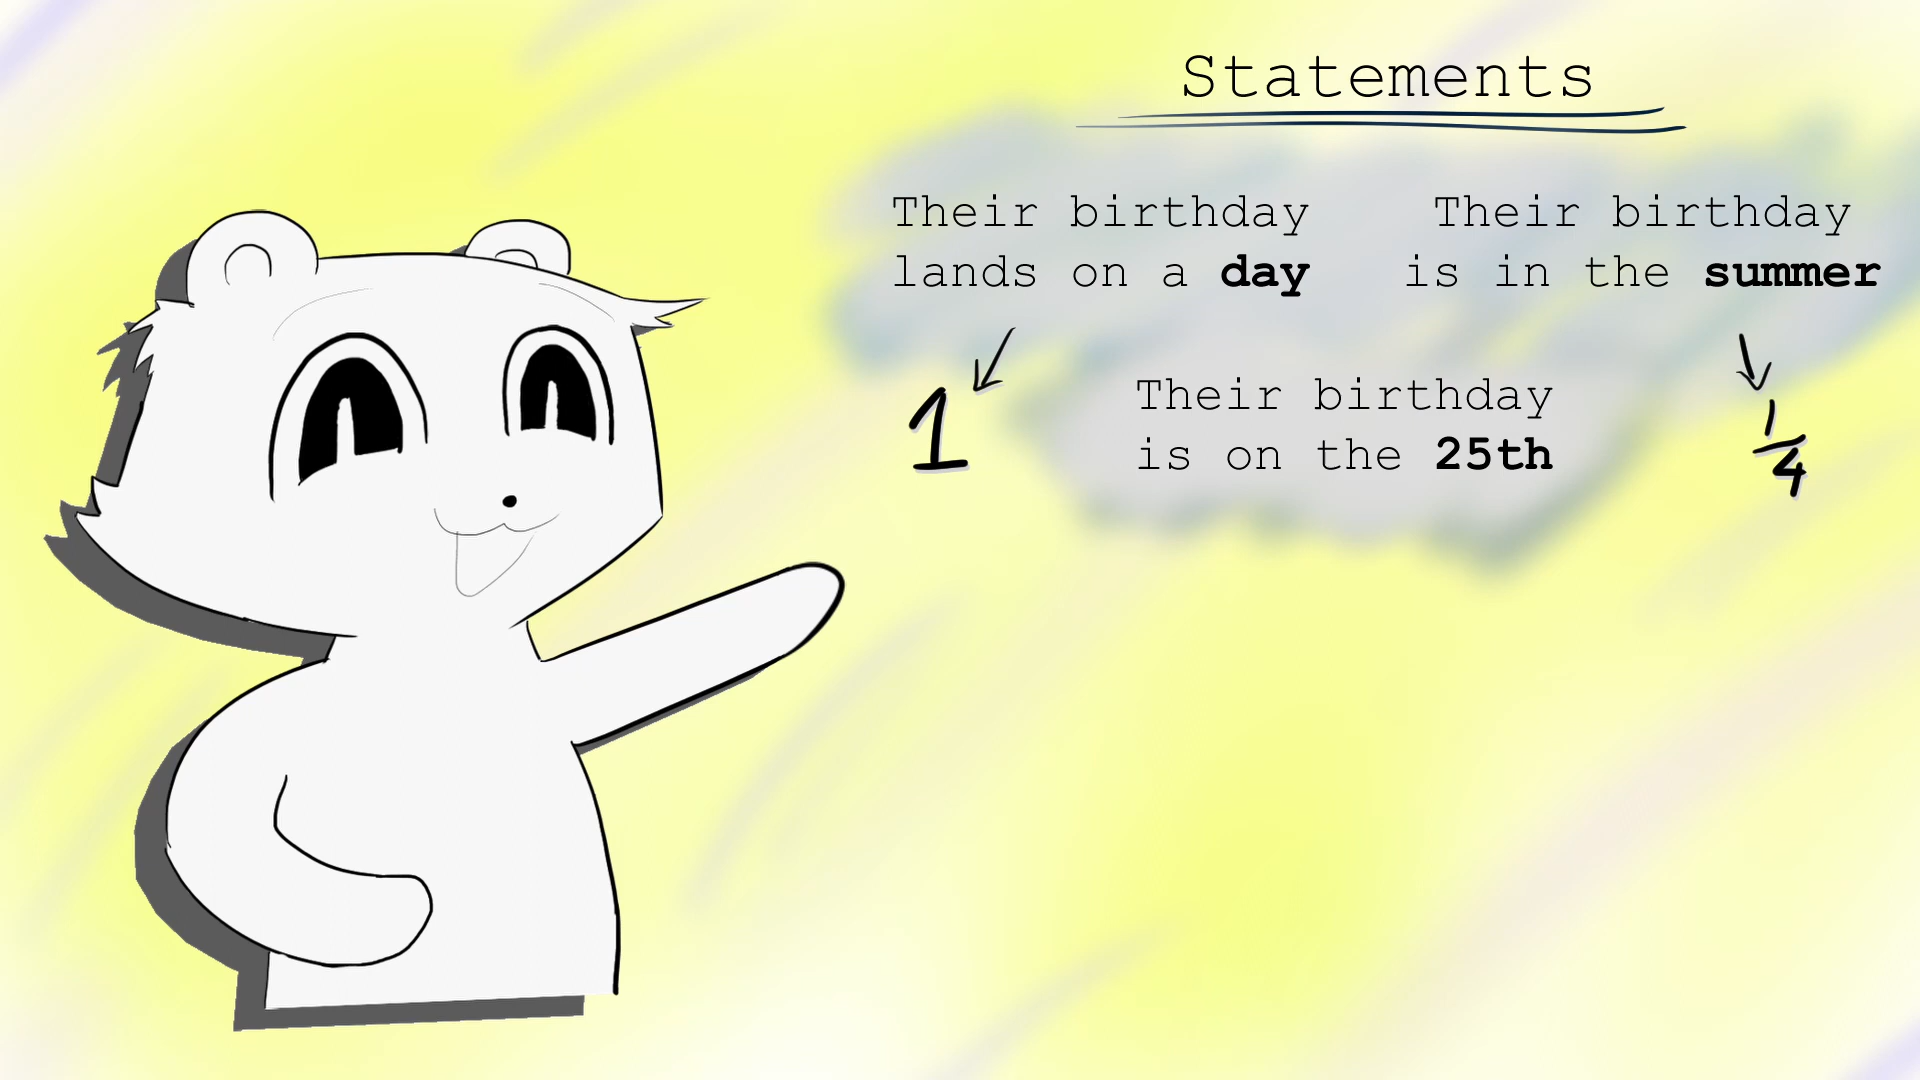 Statements
Their birthday
lands on a day
Their birthday
is in the summer
1
Their birthday
is on the 25th
1/4